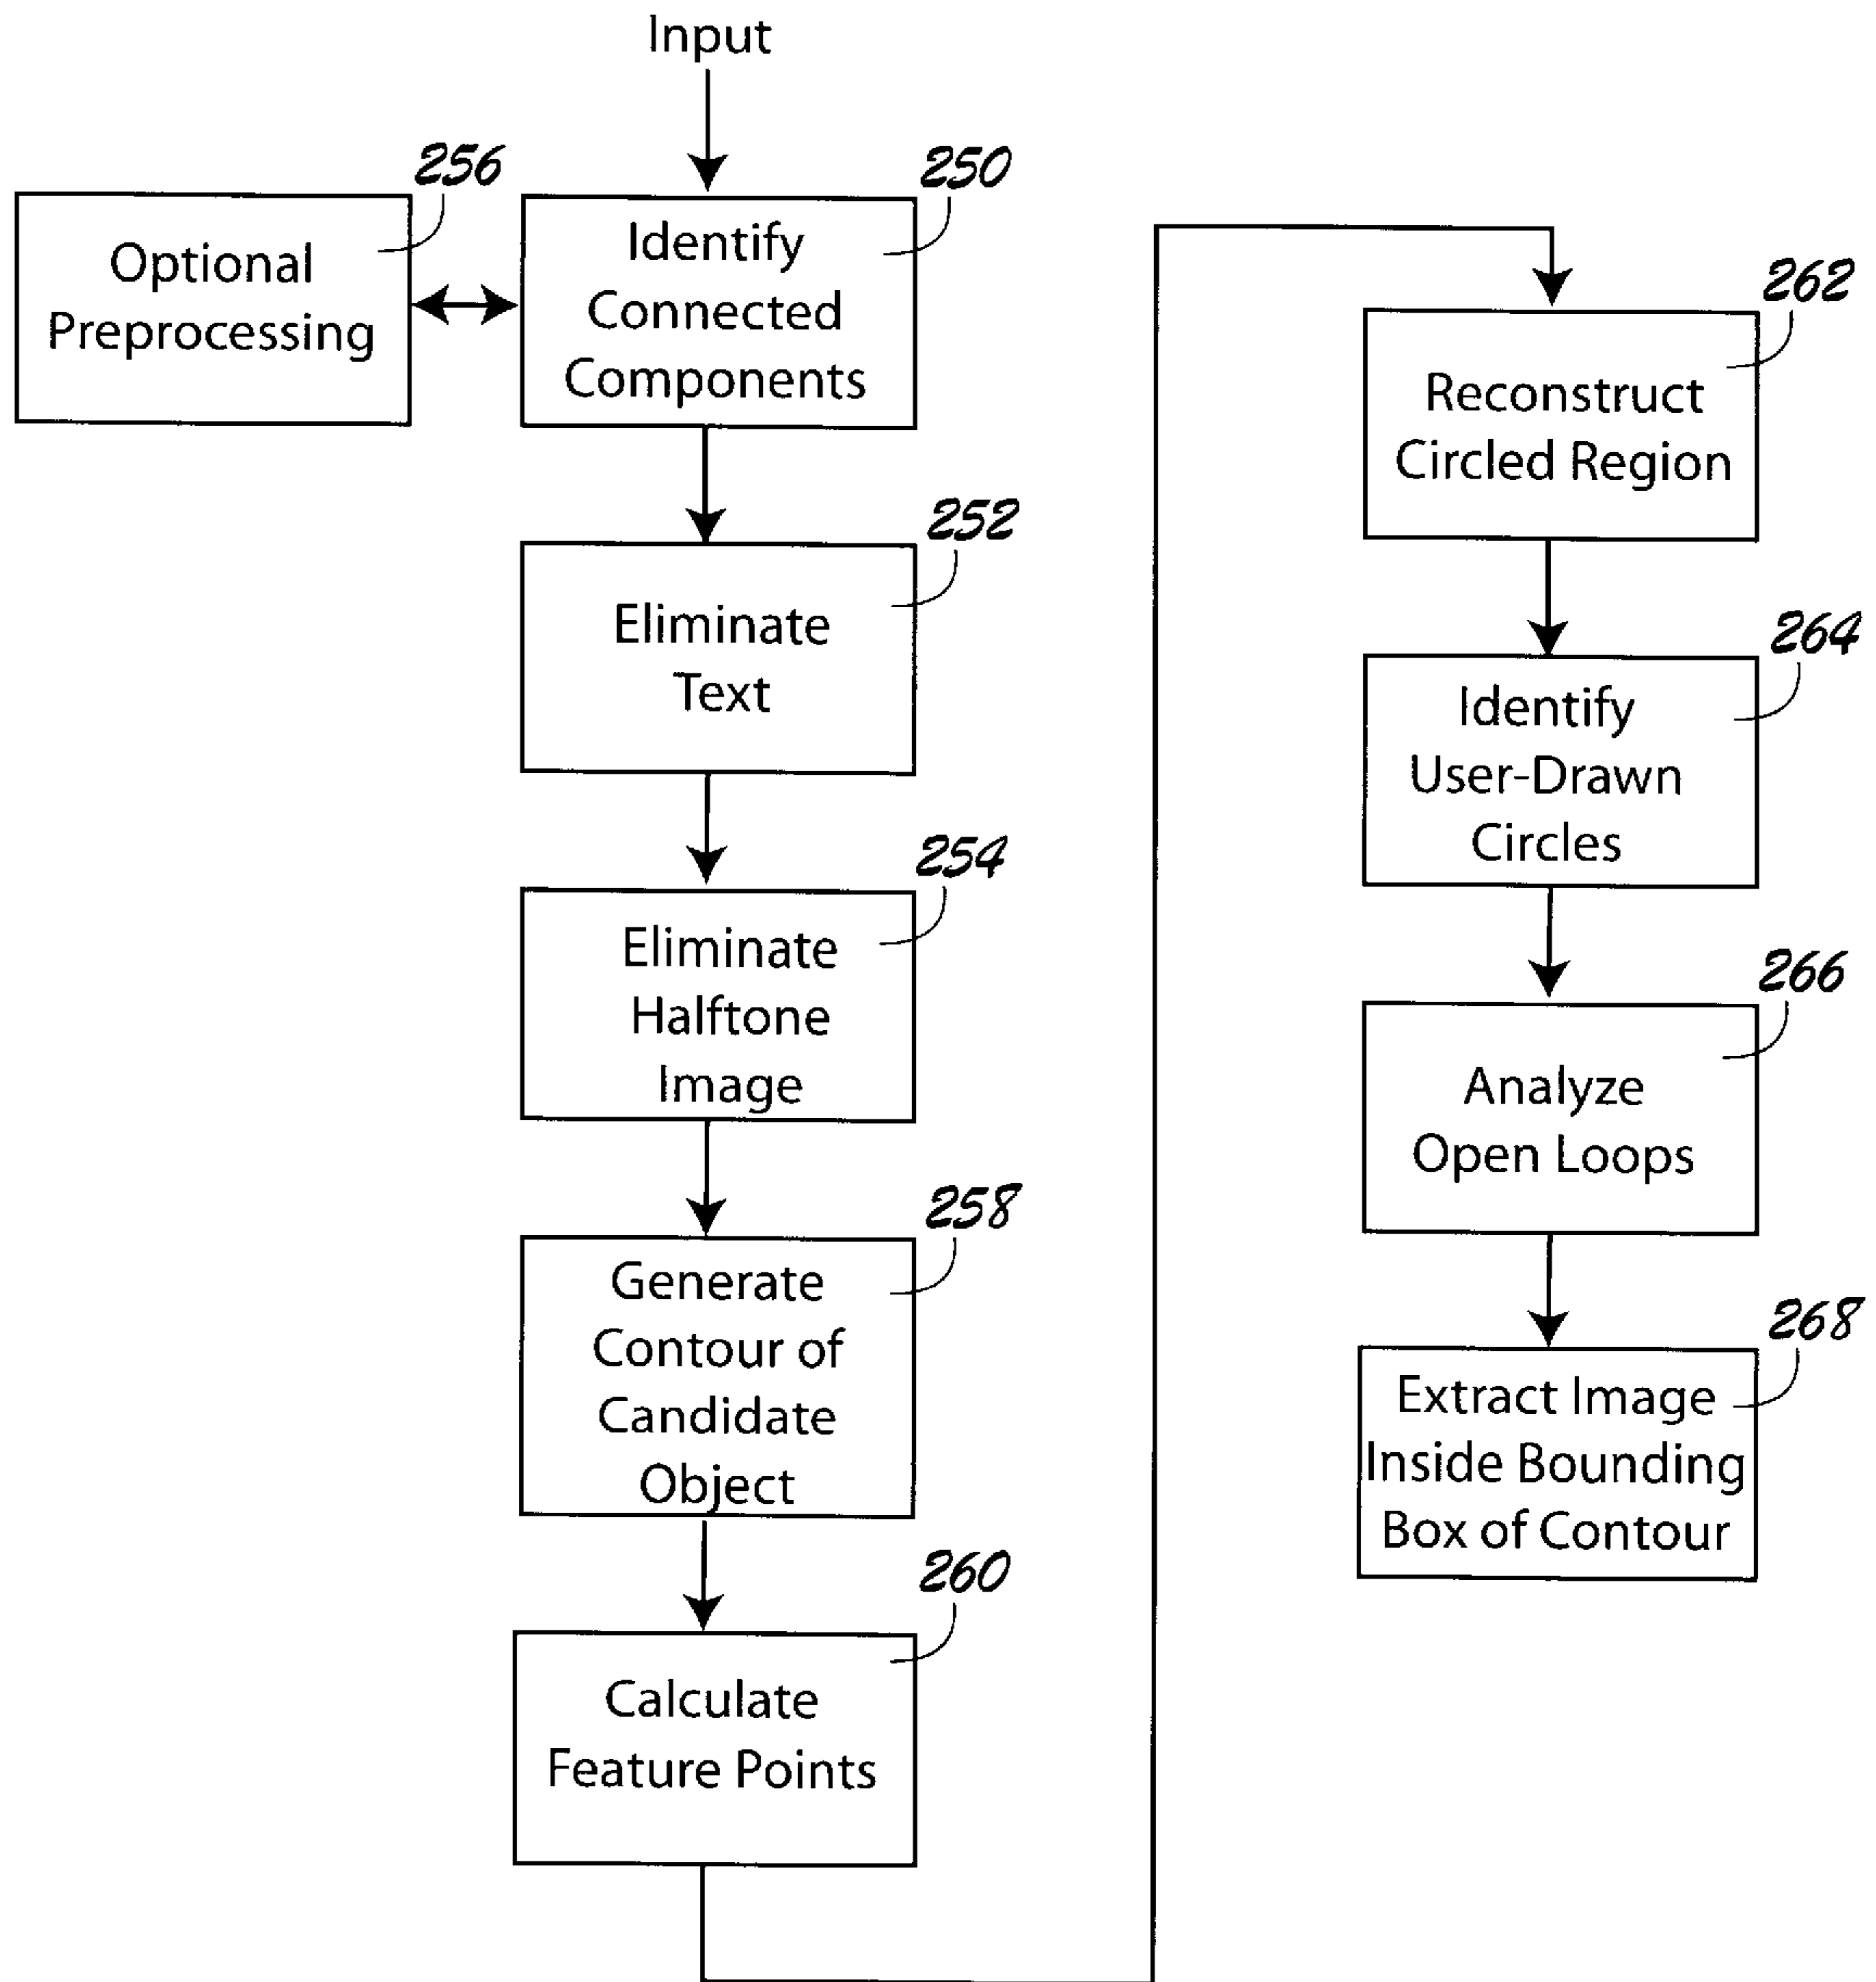 Input
256
Optional
Preprocessing
250
Identify
Connected
Components
252
Eliminate
Text
254
Eliminate
Halftone
Image
258
Generate
Contour of
Candidate
Object
260
Calculate
Feature Points
262
Reconstruct
Circled Region
264
Identify
User-Drawn
Circles
266
Analyze
Open Loops
268
Extract Image
Inside Bounding
Box of Contour